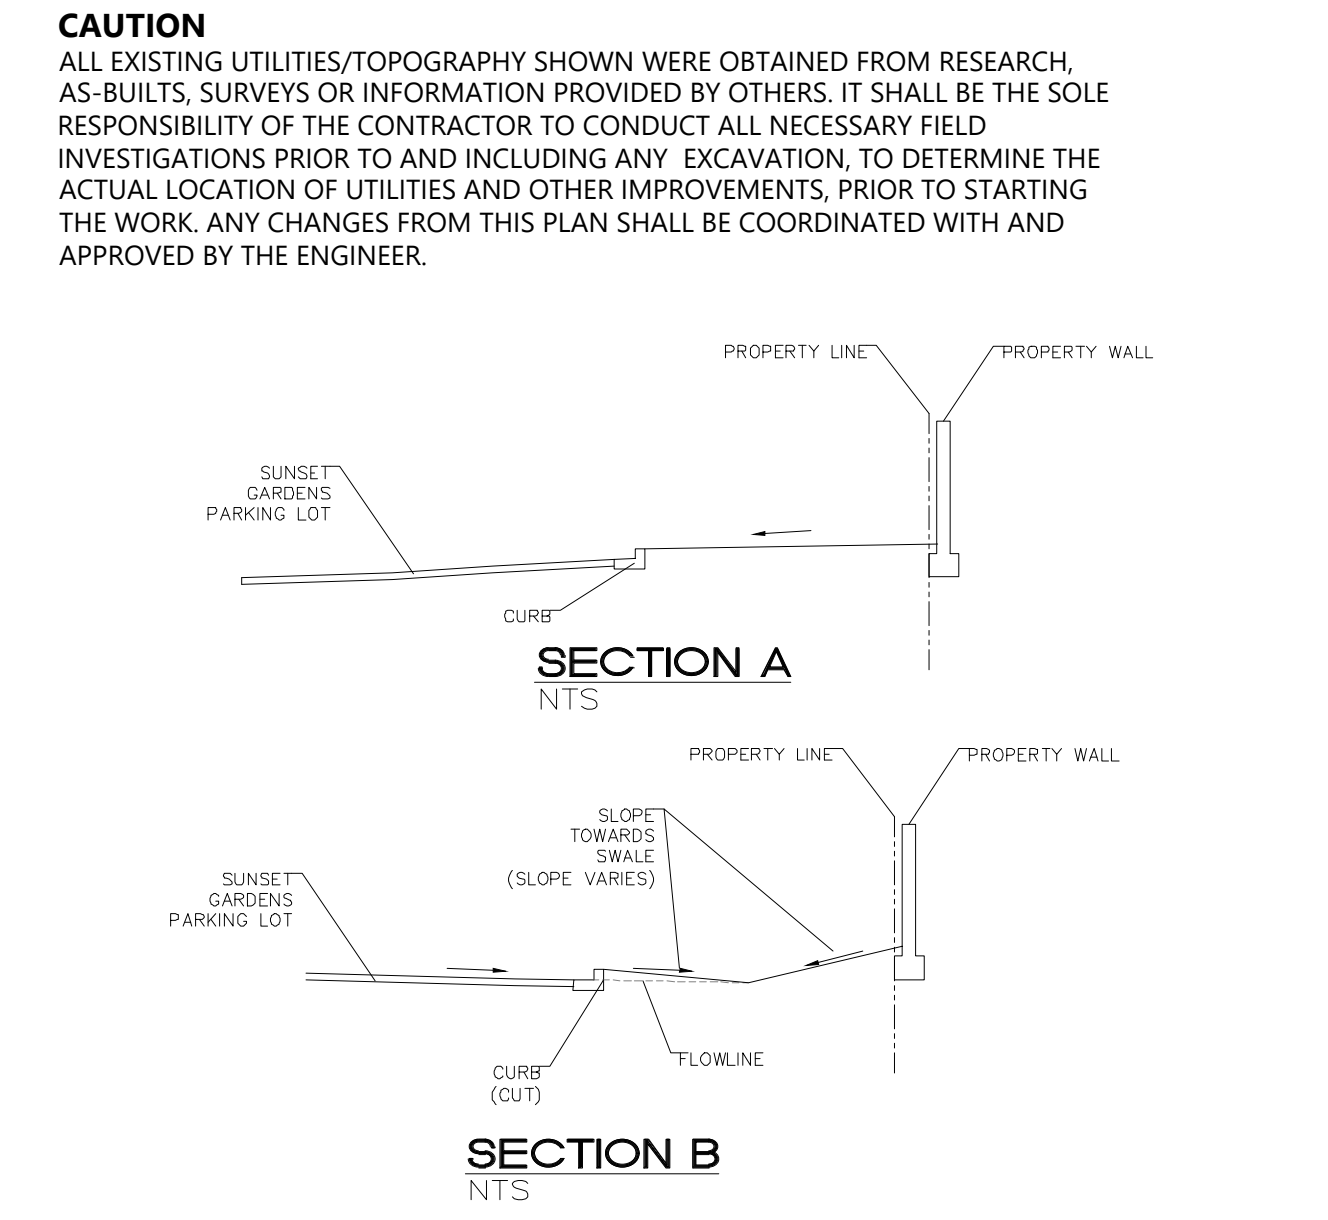 CAUTION
ALL EXISTING UTILITIES/TOPOGRAPHY SHOWN WERE OBTAINED FROM RESEARCH,
AS-BUILTS, SURVEYS OR INFORMATION PROVIDED BY OTHERS. IT SHALL BE THE SOLE
RESPONSIBILITY OF THE CONTRACTOR TO CONDUCT ALL NECESSARY FIELD
INVESTIGATIONS PRIOR TO AND INCLUDING ANY  EXCAVATION, TO DETERMINE THE
ACTUAL LOCATION OF UTILITIES AND OTHER IMPROVEMENTS, PRIOR TO STARTING
THE WORK. ANY CHANGES FROM THIS PLAN SHALL BE COORDINATED WITH AND
APPROVED BY THE ENGINEER.
PROPERTY LINE
PROPERTY WALL
SUNSET
GARDENS
PARKING LOT
CURB
SECTION A
NTS
PROPERTY LINE
PROPERTY WALL
SLOPE
TOWARDS
SWALE
(SLOPE VARIES)
SUNSET
GARDENS
PARKING LOT
FLOWLINE
CURB
(CUT)
SECTION B
NTS